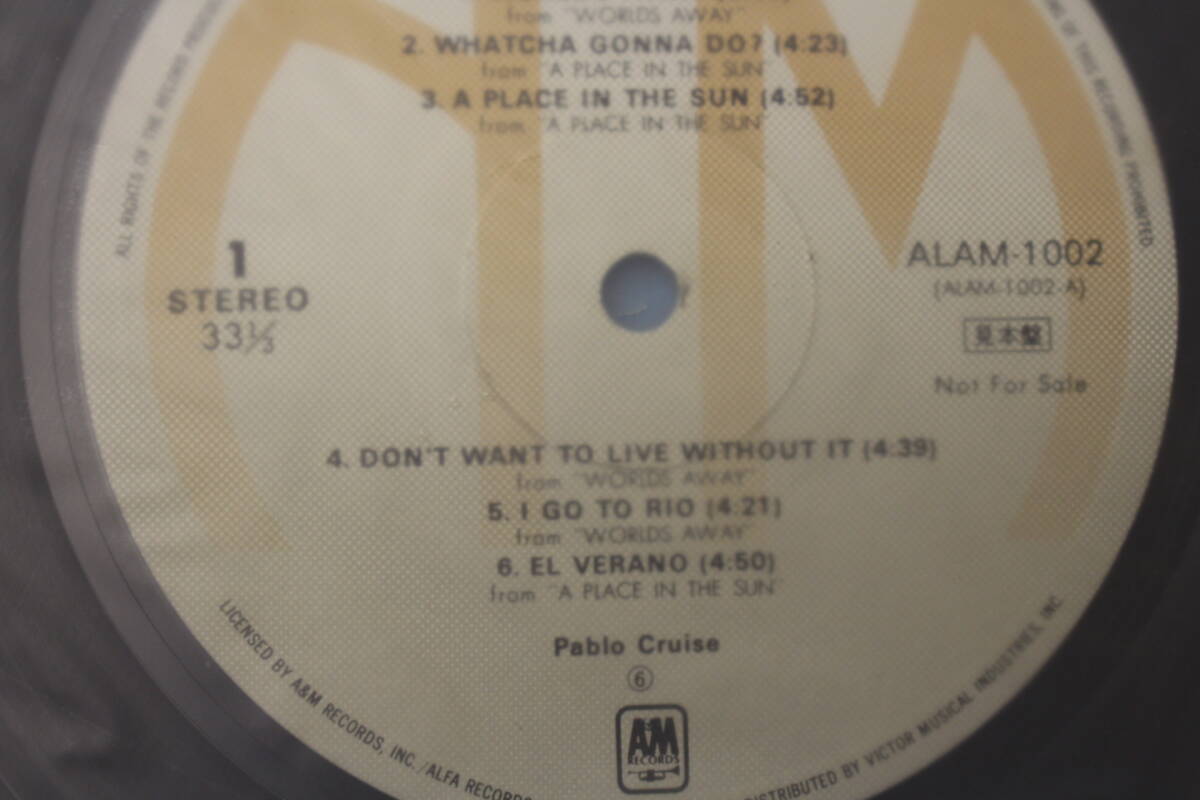 from "WORLDS AWAY"
2. WHATCHA GONNA DO? (4:23)
from "A PLACE IN THE SUN"
3. A PLACE IN THE SUN (4:52)
from "A PLACE IN THE SUN"
1
STEREO
33⅓
ALAM-1002
(ALAM-1002-A)
見本盤
Not For Sale
4. DON'T WANT TO LIVE WITHOUT IT (4:39)
from "WORLDS AWAY"
5. I GO TO RIO (4:21)
from "WORLDS AWAY"
6. EL VERANO (4:50)
from "A PLACE IN THE SUN"
Pablo Cruise
⑥
A&M
RECORDS
ALL RIGHTS OF THE RECORD
OF THIS RECORDING PROHIBITED.
LICENSED BY A&M RECORDS, INC./ALFA RECORDS
DISTRIBUTED BY VICTOR MUSICAL INDUSTRIES, INC.